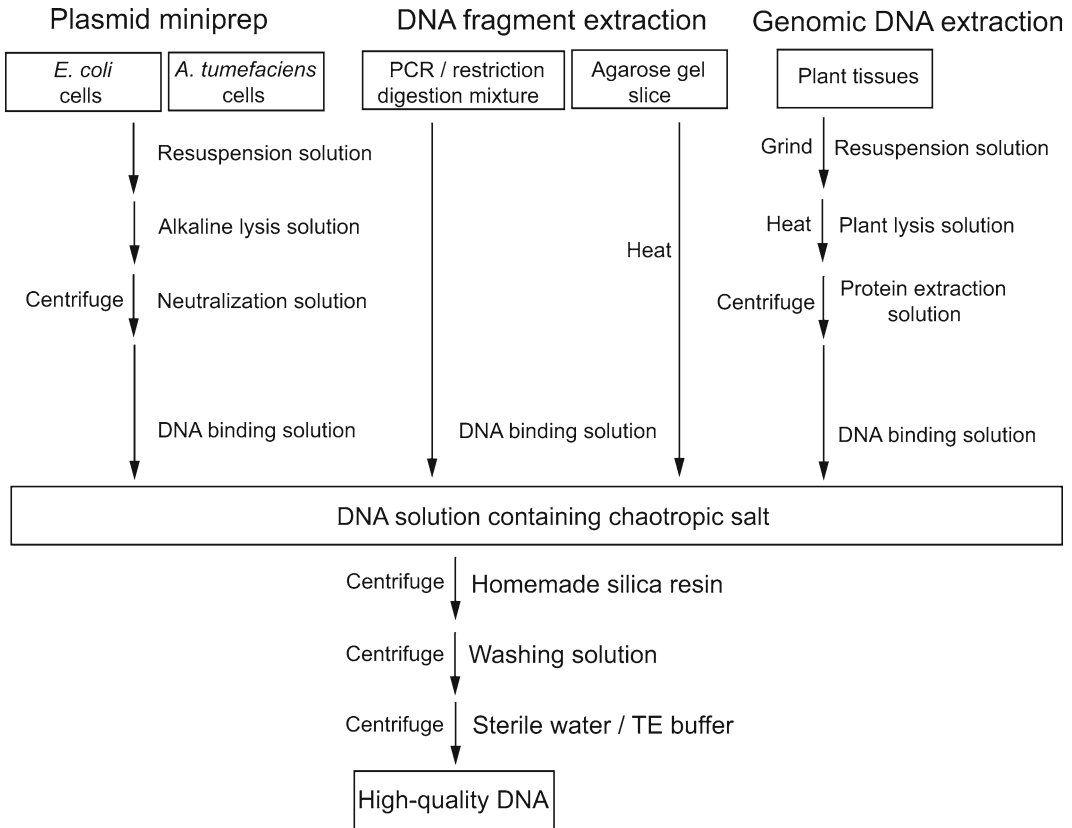 Plasmid miniprep
DNA fragment extraction
Genomic DNA extraction
E. coli
cells
A. tumefaciens
cells
PCR / restriction
digestion mixture
Agarose gel
slice
Plant tissues
Resuspension solution
Alkaline lysis solution
Centrifuge
Neutralization solution
DNA binding solution
DNA binding solution
Heat
Grind
Resuspension solution
Heat
Plant lysis solution
Centrifuge
Protein extraction
solution
DNA binding solution
DNA solution containing chaotropic salt
Centrifuge
Homemade silica resin
Centrifuge
Washing solution
Centrifuge
Sterile water / TE buffer
High-quality DNA